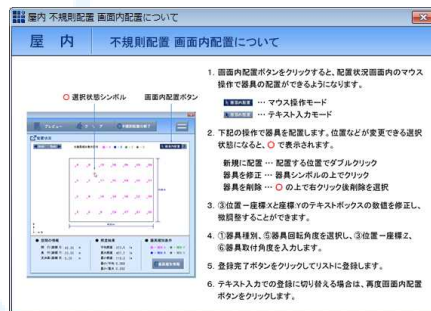 屋内 不規則配置 画面内配置について
屋 内
不規則配置 画面内配置について
○ 選択状態シンボル
画面内配置ボタン
1. 画面内配置ボタンをクリックすると、配置状況画面内のマウス
操作で器具の配置ができるようになります。
… マウス操作モード
… テキスト入力モード
2. 下記の操作で器具を配置します。位置などが変更できる選択
状態になると、○ で表示されます。
新規に配置 … 配置する位置でダブルクリック
器具を修正 … 器具シンボルの上でクリック
器具を削除 … ○ の上で右クリック後削除を選択
3. ③位置－座標Xと座標Yのテキストボックスの数値を修正し、
微調整することができます。
4. ①器具種別、⑤器具回転角度を選択し、③位置－座標Z、
⑥器具取付角度を入力します。
5. 登録完了ボタンをクリックしてリストに登録します。
6. テキスト入力での登録に切り替える場合は、再度画面内配置
ボタンをクリックします。